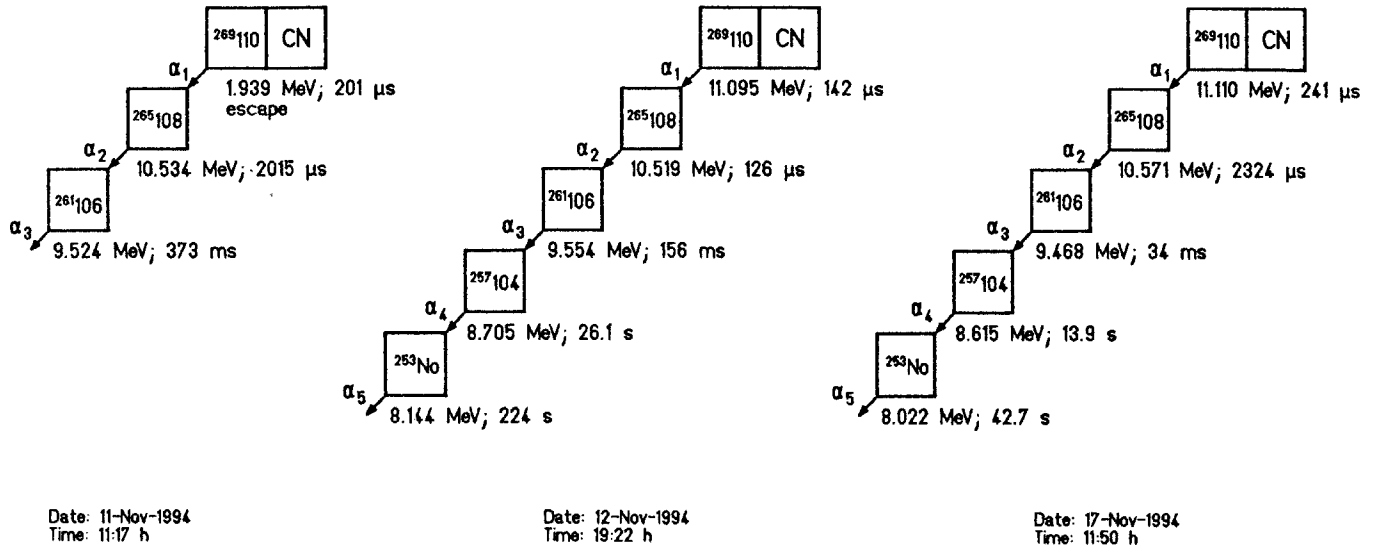 ²⁶⁹110 CN
α₁
1.939 MeV; 201 µs
escape
²⁶⁵108
α₂
10.534 MeV; 2015 µs
²⁶¹106
α₃
9.524 MeV; 373 ms
Date: 11-Nov-1994
Time: 11:17 h
²⁶⁹110 CN
α₁
11.095 MeV; 142 µs
²⁶⁵108
α₂
10.519 MeV; 126 µs
²⁶¹106
α₃
9.554 MeV; 156 ms
²⁵⁷104
α₄
8.705 MeV; 26.1 s
²⁵³No
α₅
8.144 MeV; 224 s
Date: 12-Nov-1994
Time: 19:22 h
²⁶⁹110 CN
α₁
11.110 MeV; 241 µs
²⁶⁵108
α₂
10.571 MeV; 2324 µs
²⁶¹106
α₃
9.468 MeV; 34 ms
²⁵⁷104
α₄
8.615 MeV; 13.9 s
²⁵³No
α₅
8.022 MeV; 42.7 s
Date: 17-Nov-1994
Time: 11:50 h